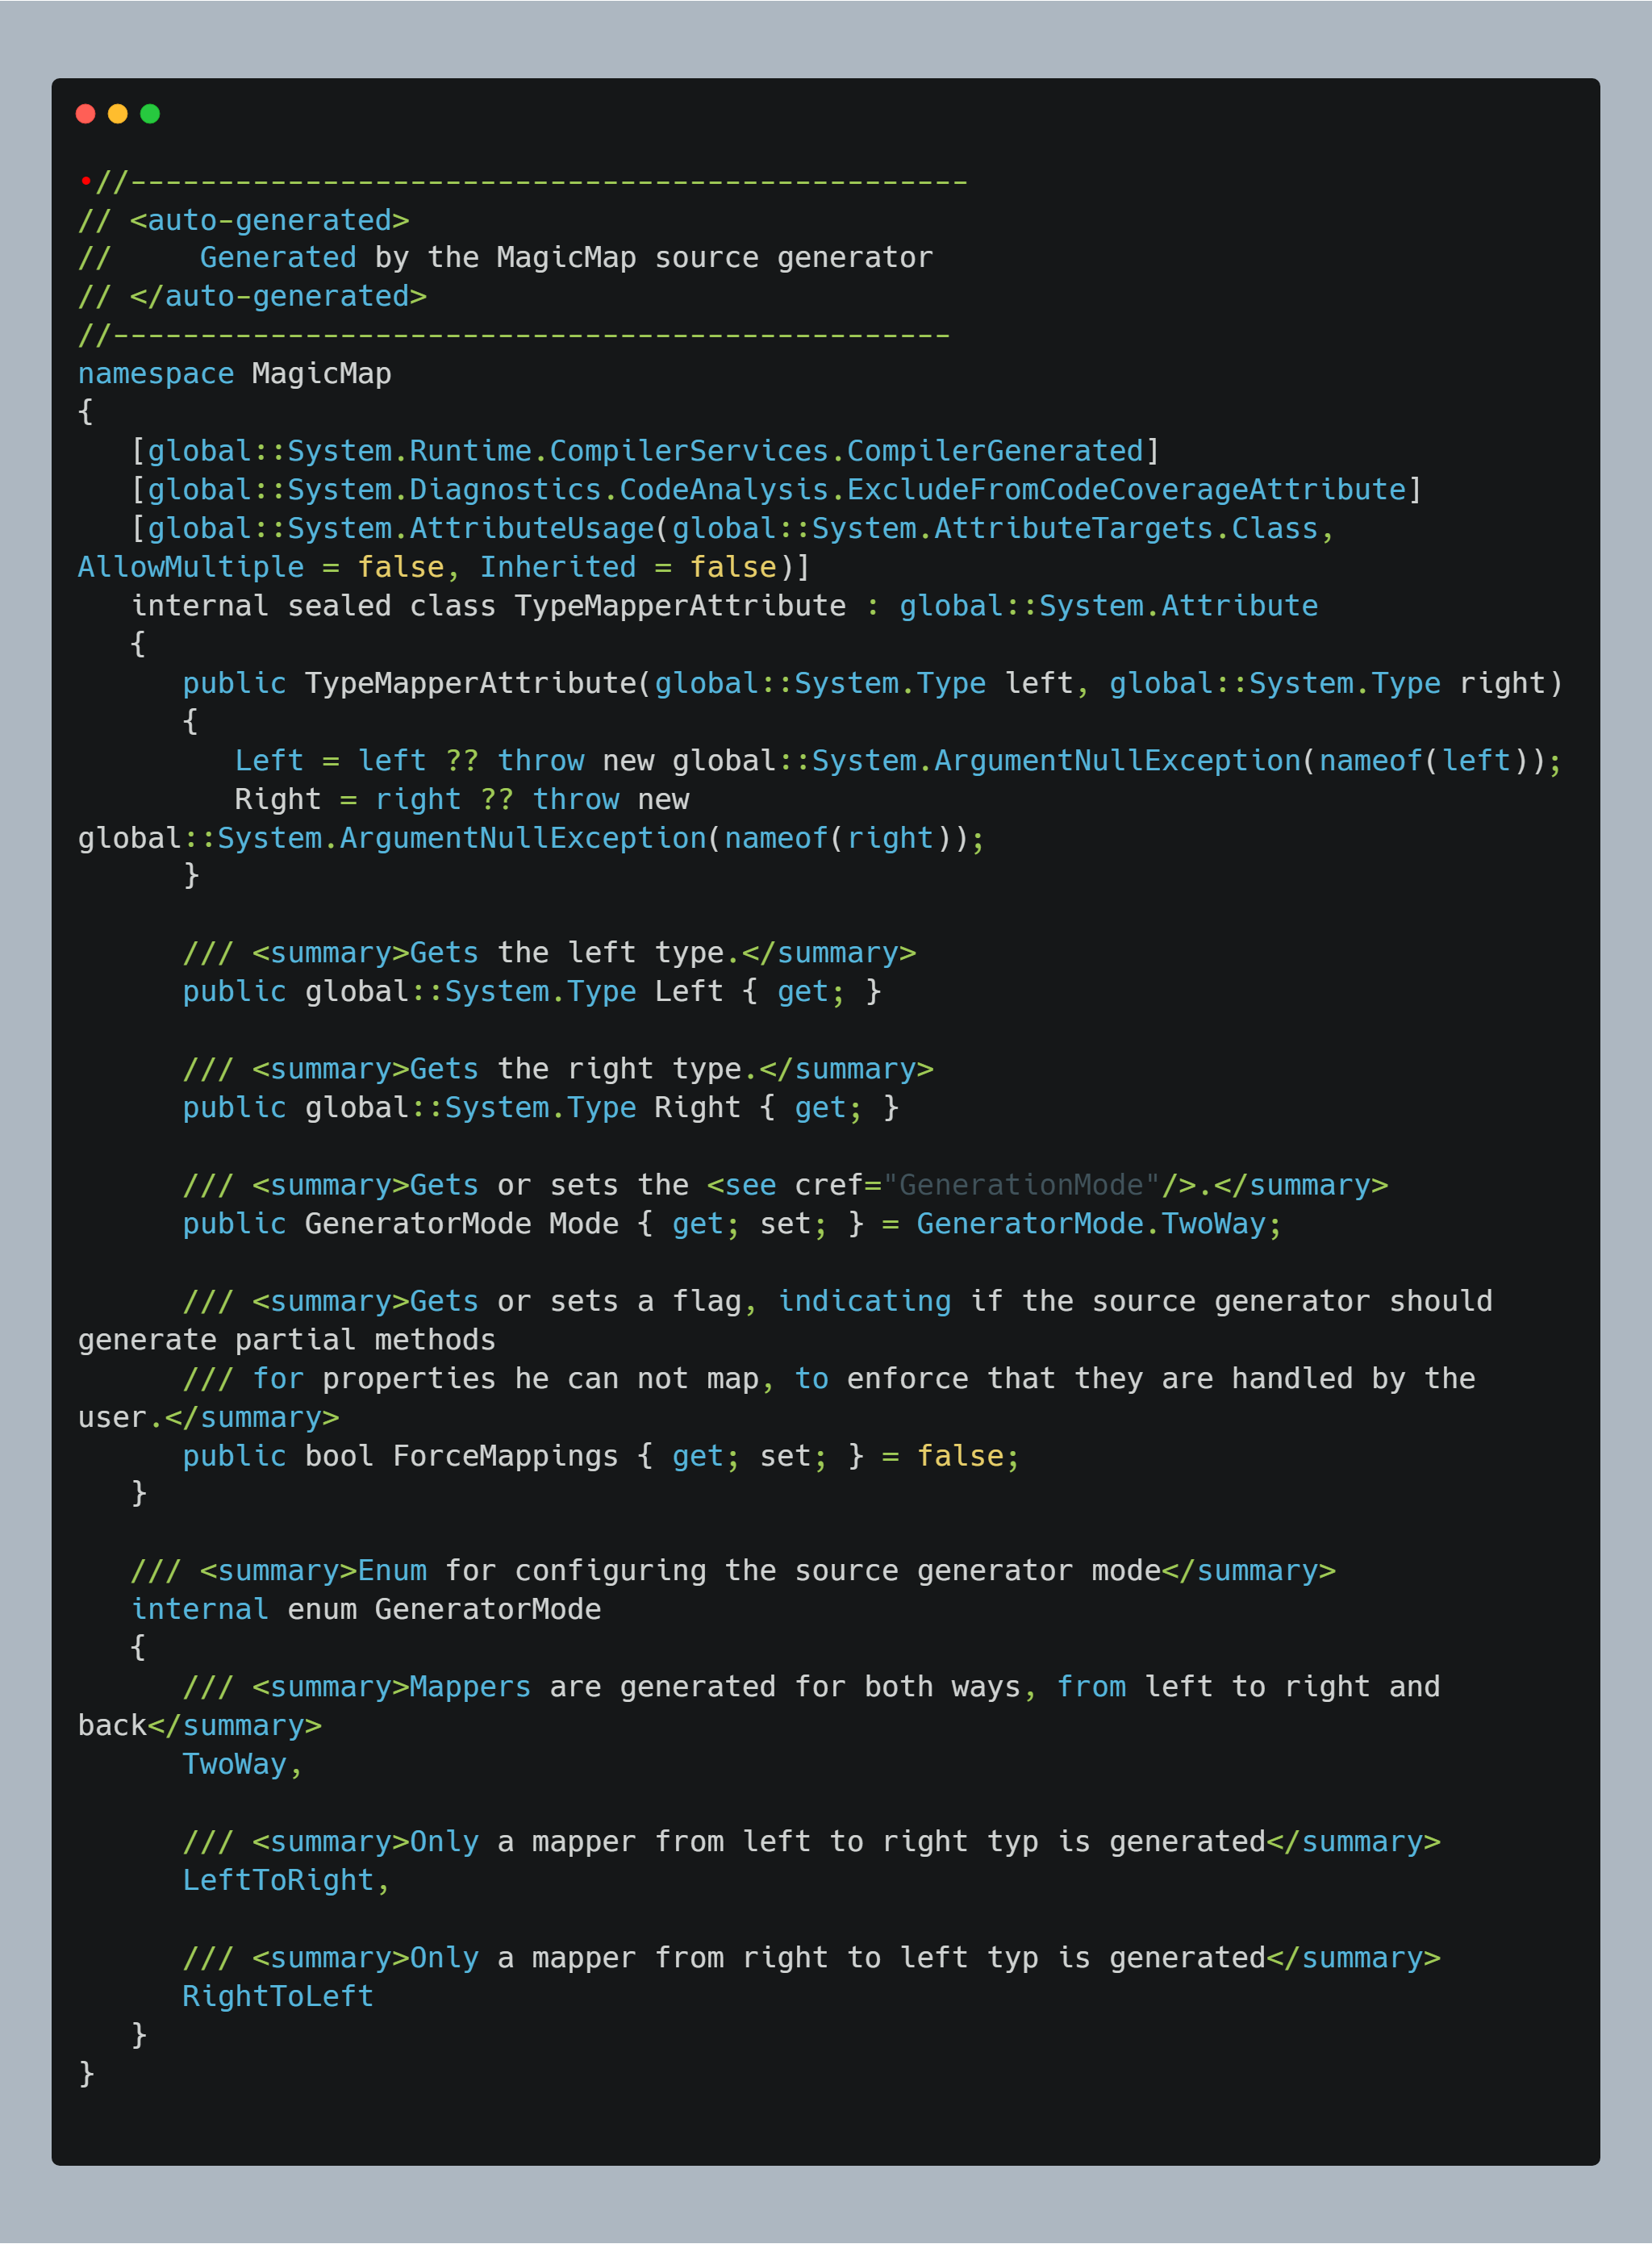 •//------------------------------------------------
// <auto-generated>
//     Generated by the MagicMap source generator
// </auto-generated>
//------------------------------------------------
namespace MagicMap
{
   [global::System.Runtime.CompilerServices.CompilerGenerated]
   [global::System.Diagnostics.CodeAnalysis.ExcludeFromCodeCoverageAttribute]
   [global::System.AttributeUsage(global::System.AttributeTargets.Class,
AllowMultiple = false, Inherited = false)]
   internal sealed class TypeMapperAttribute : global::System.Attribute
   {
      public TypeMapperAttribute(global::System.Type left, global::System.Type right)
      {
         Left = left ?? throw new global::System.ArgumentNullException(nameof(left));
         Right = right ?? throw new
global::System.ArgumentNullException(nameof(right));
      }

      /// <summary>Gets the left type.</summary>
      public global::System.Type Left { get; }

      /// <summary>Gets the right type.</summary>
      public global::System.Type Right { get; }

      /// <summary>Gets or sets the <see cref="GenerationMode"/>.</summary>
      public GeneratorMode Mode { get; set; } = GeneratorMode.TwoWay;

      /// <summary>Gets or sets a flag, indicating if the source generator should
generate partial methods
      /// for properties he can not map, to enforce that they are handled by the
user.</summary>
      public bool ForceMappings { get; set; } = false;
   }

   /// <summary>Enum for configuring the source generator mode</summary>
   internal enum GeneratorMode
   {
      /// <summary>Mappers are generated for both ways, from left to right and
back</summary>
      TwoWay,

      /// <summary>Only a mapper from left to right typ is generated</summary>
      LeftToRight,

      /// <summary>Only a mapper from right to left typ is generated</summary>
      RightToLeft
   }
}